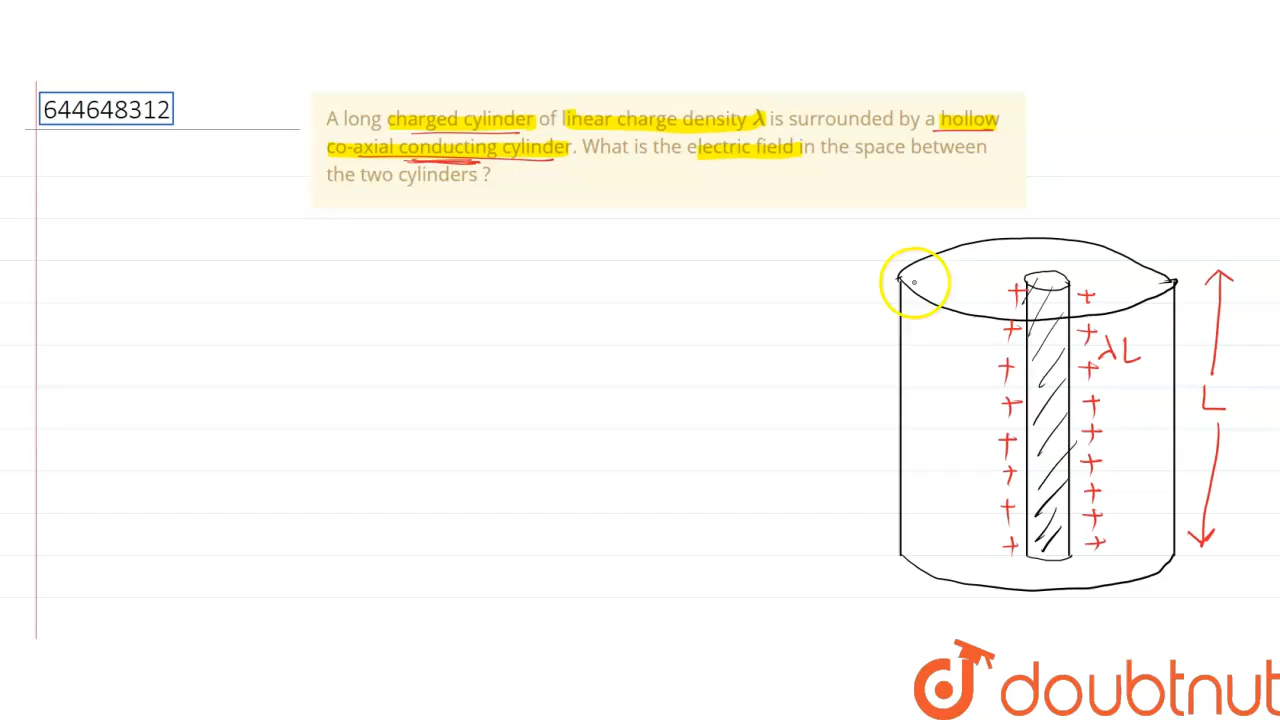 644648312
A long charged cylinder of linear charge density λ is surrounded by a hollow
co-axial conducting cylinder. What is the electric field in the space between
the two cylinders ?
+ +
+ +
λL
+ +
L
+ +
+ +
+ +
+ +
+ +
+ +
doubtnut